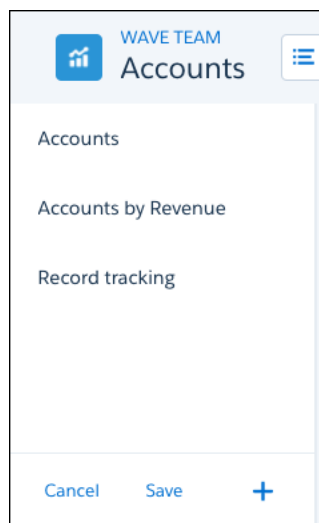 WAVE TEAM
Accounts
Accounts
Accounts by Revenue
Record tracking
Cancel Save